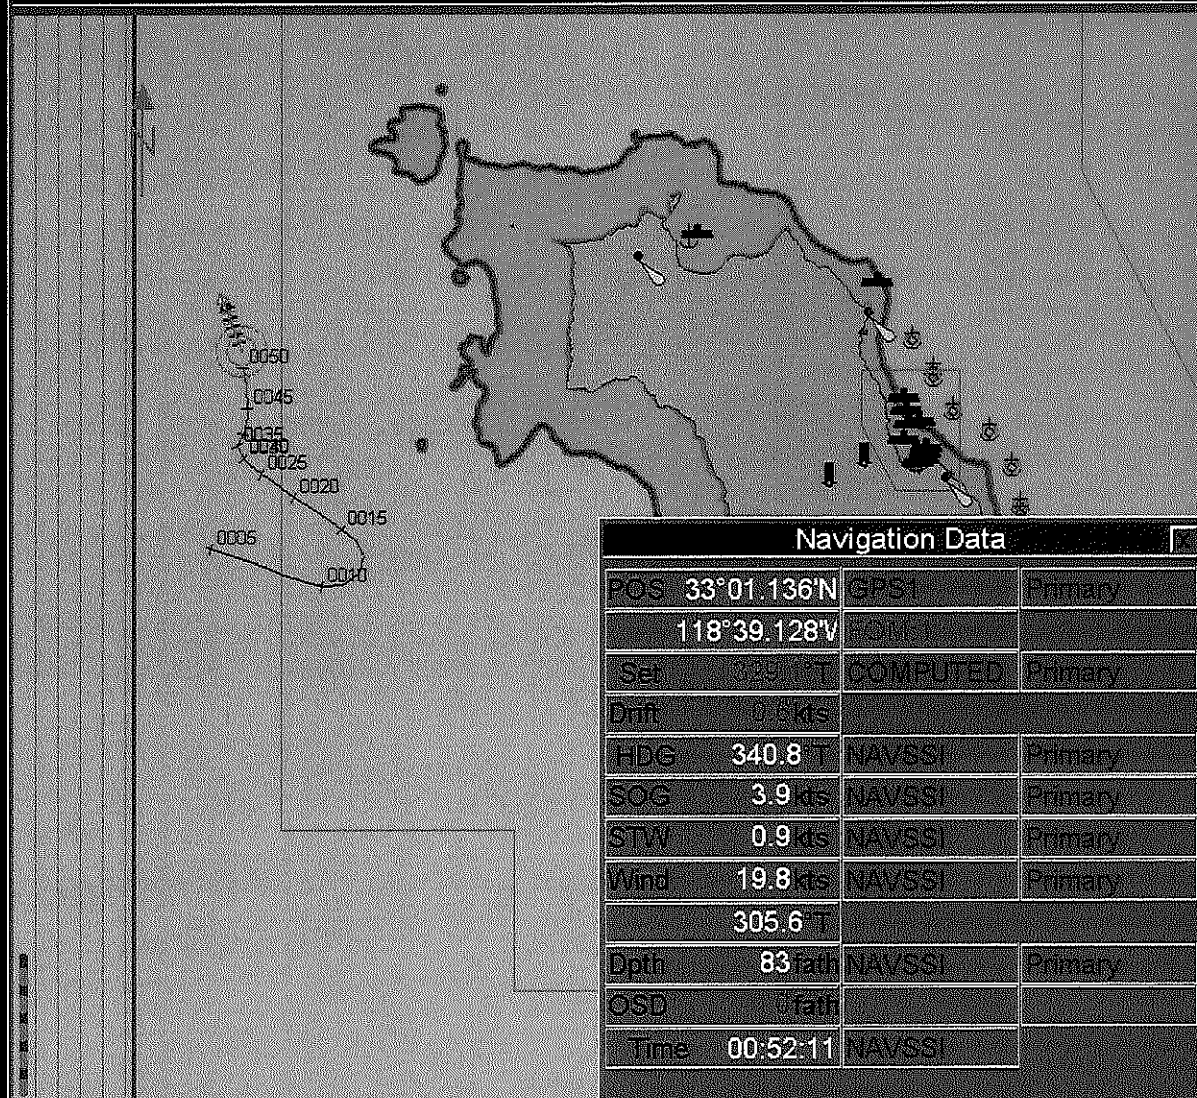 0050
0045
0035
0040
0025
0020
0015
0005
0010
Navigation Data
POS 33°01.136'N GPS1 Primary
118°39.128'W
Set °T COMPUTED Primary
Drift kts
HDG 340.8 °T NAVSSI Primary
SOG 3.9 kts NAVSSI Primary
STW 0.9 kts NAVSSI Primary
Wind 19.8 kts NAVSSI Primary
305.6 °T
Dpth 83 fath NAVSSI Primary
OSD 0 fath
Time 00:52:11 NAVSSI